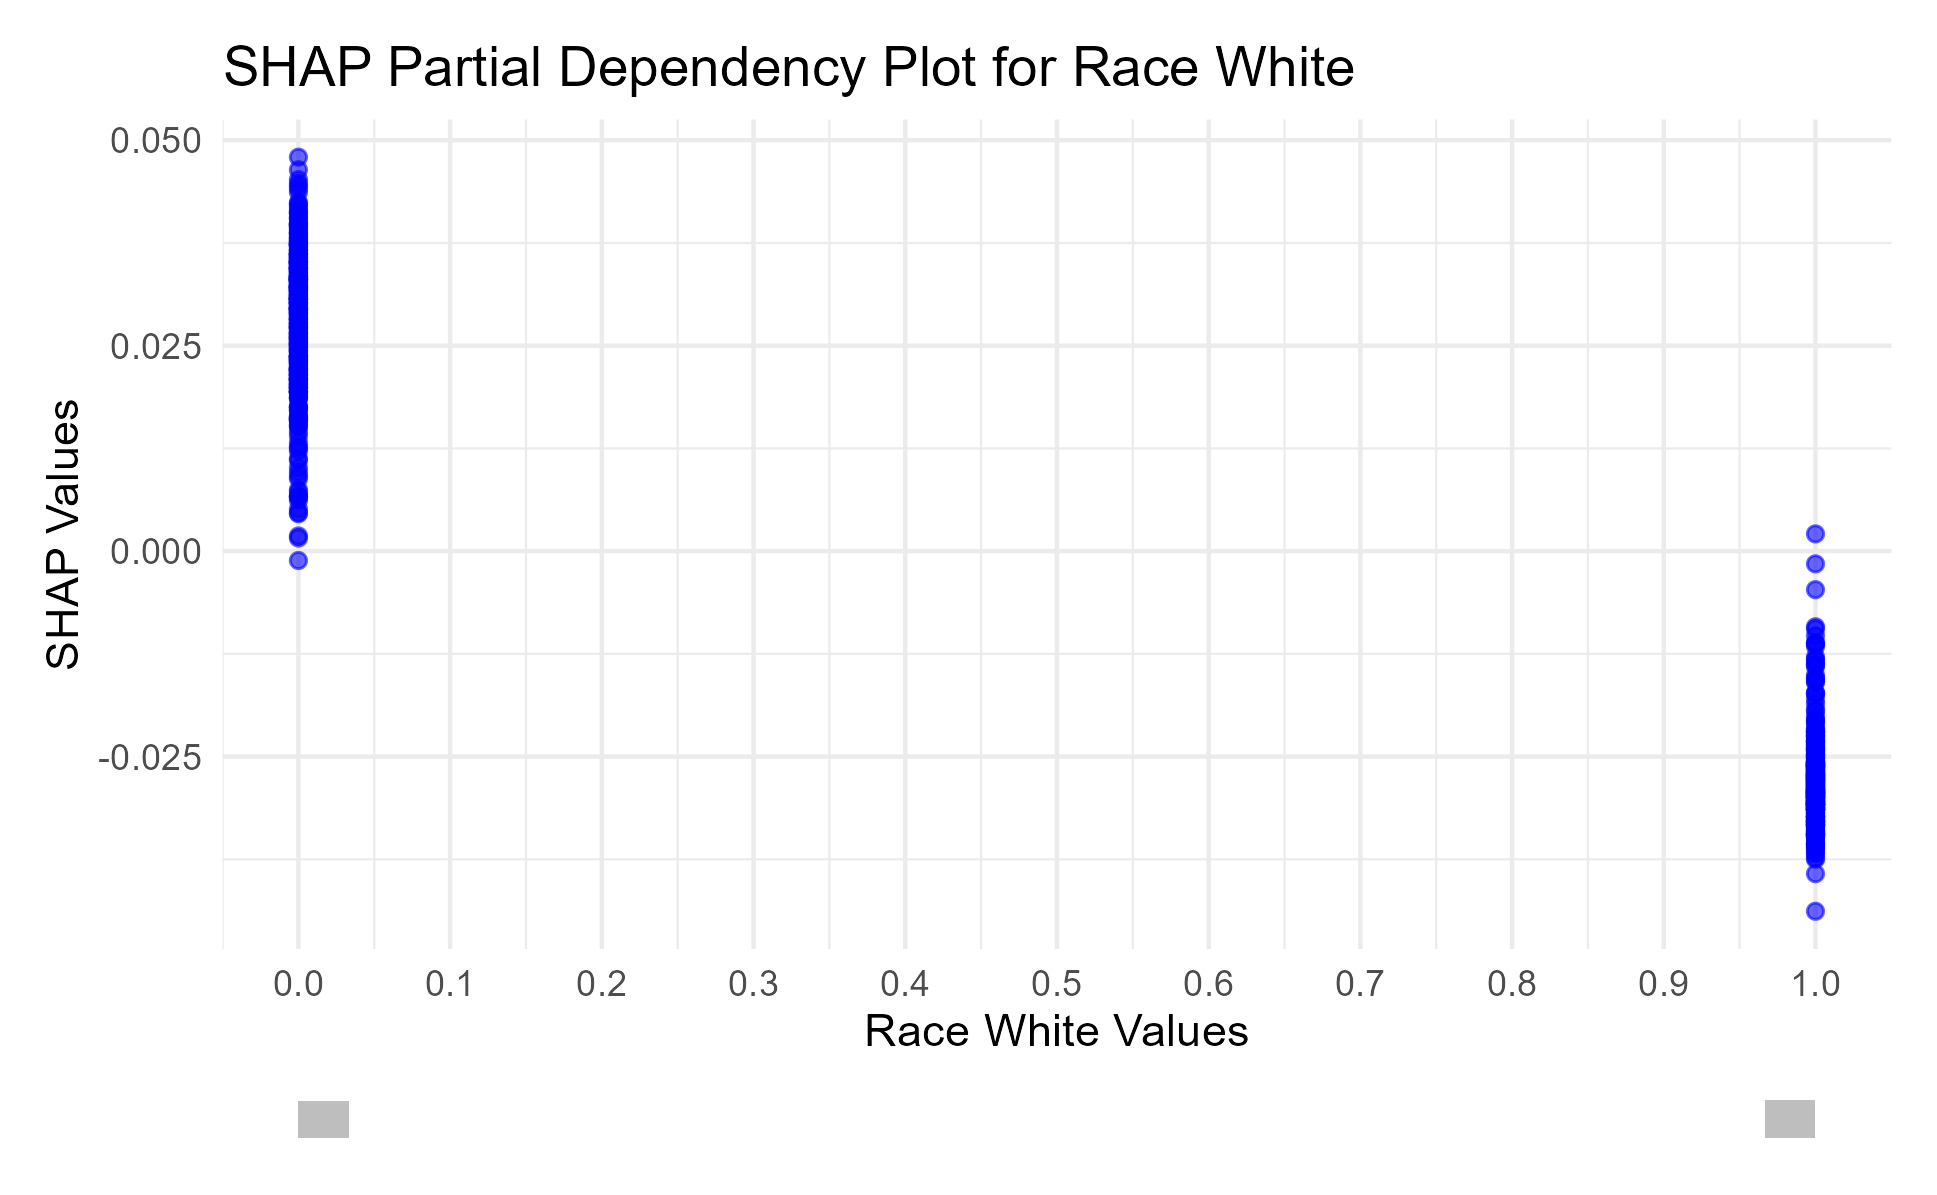 SHAP Partial Dependency Plot for Race White
0.050
0.025
0.000
-0.025
SHAP Values
0.0 0.1 0.2 0.3 0.4 0.5 0.6 0.7 0.8 0.9 1.0
Race White Values